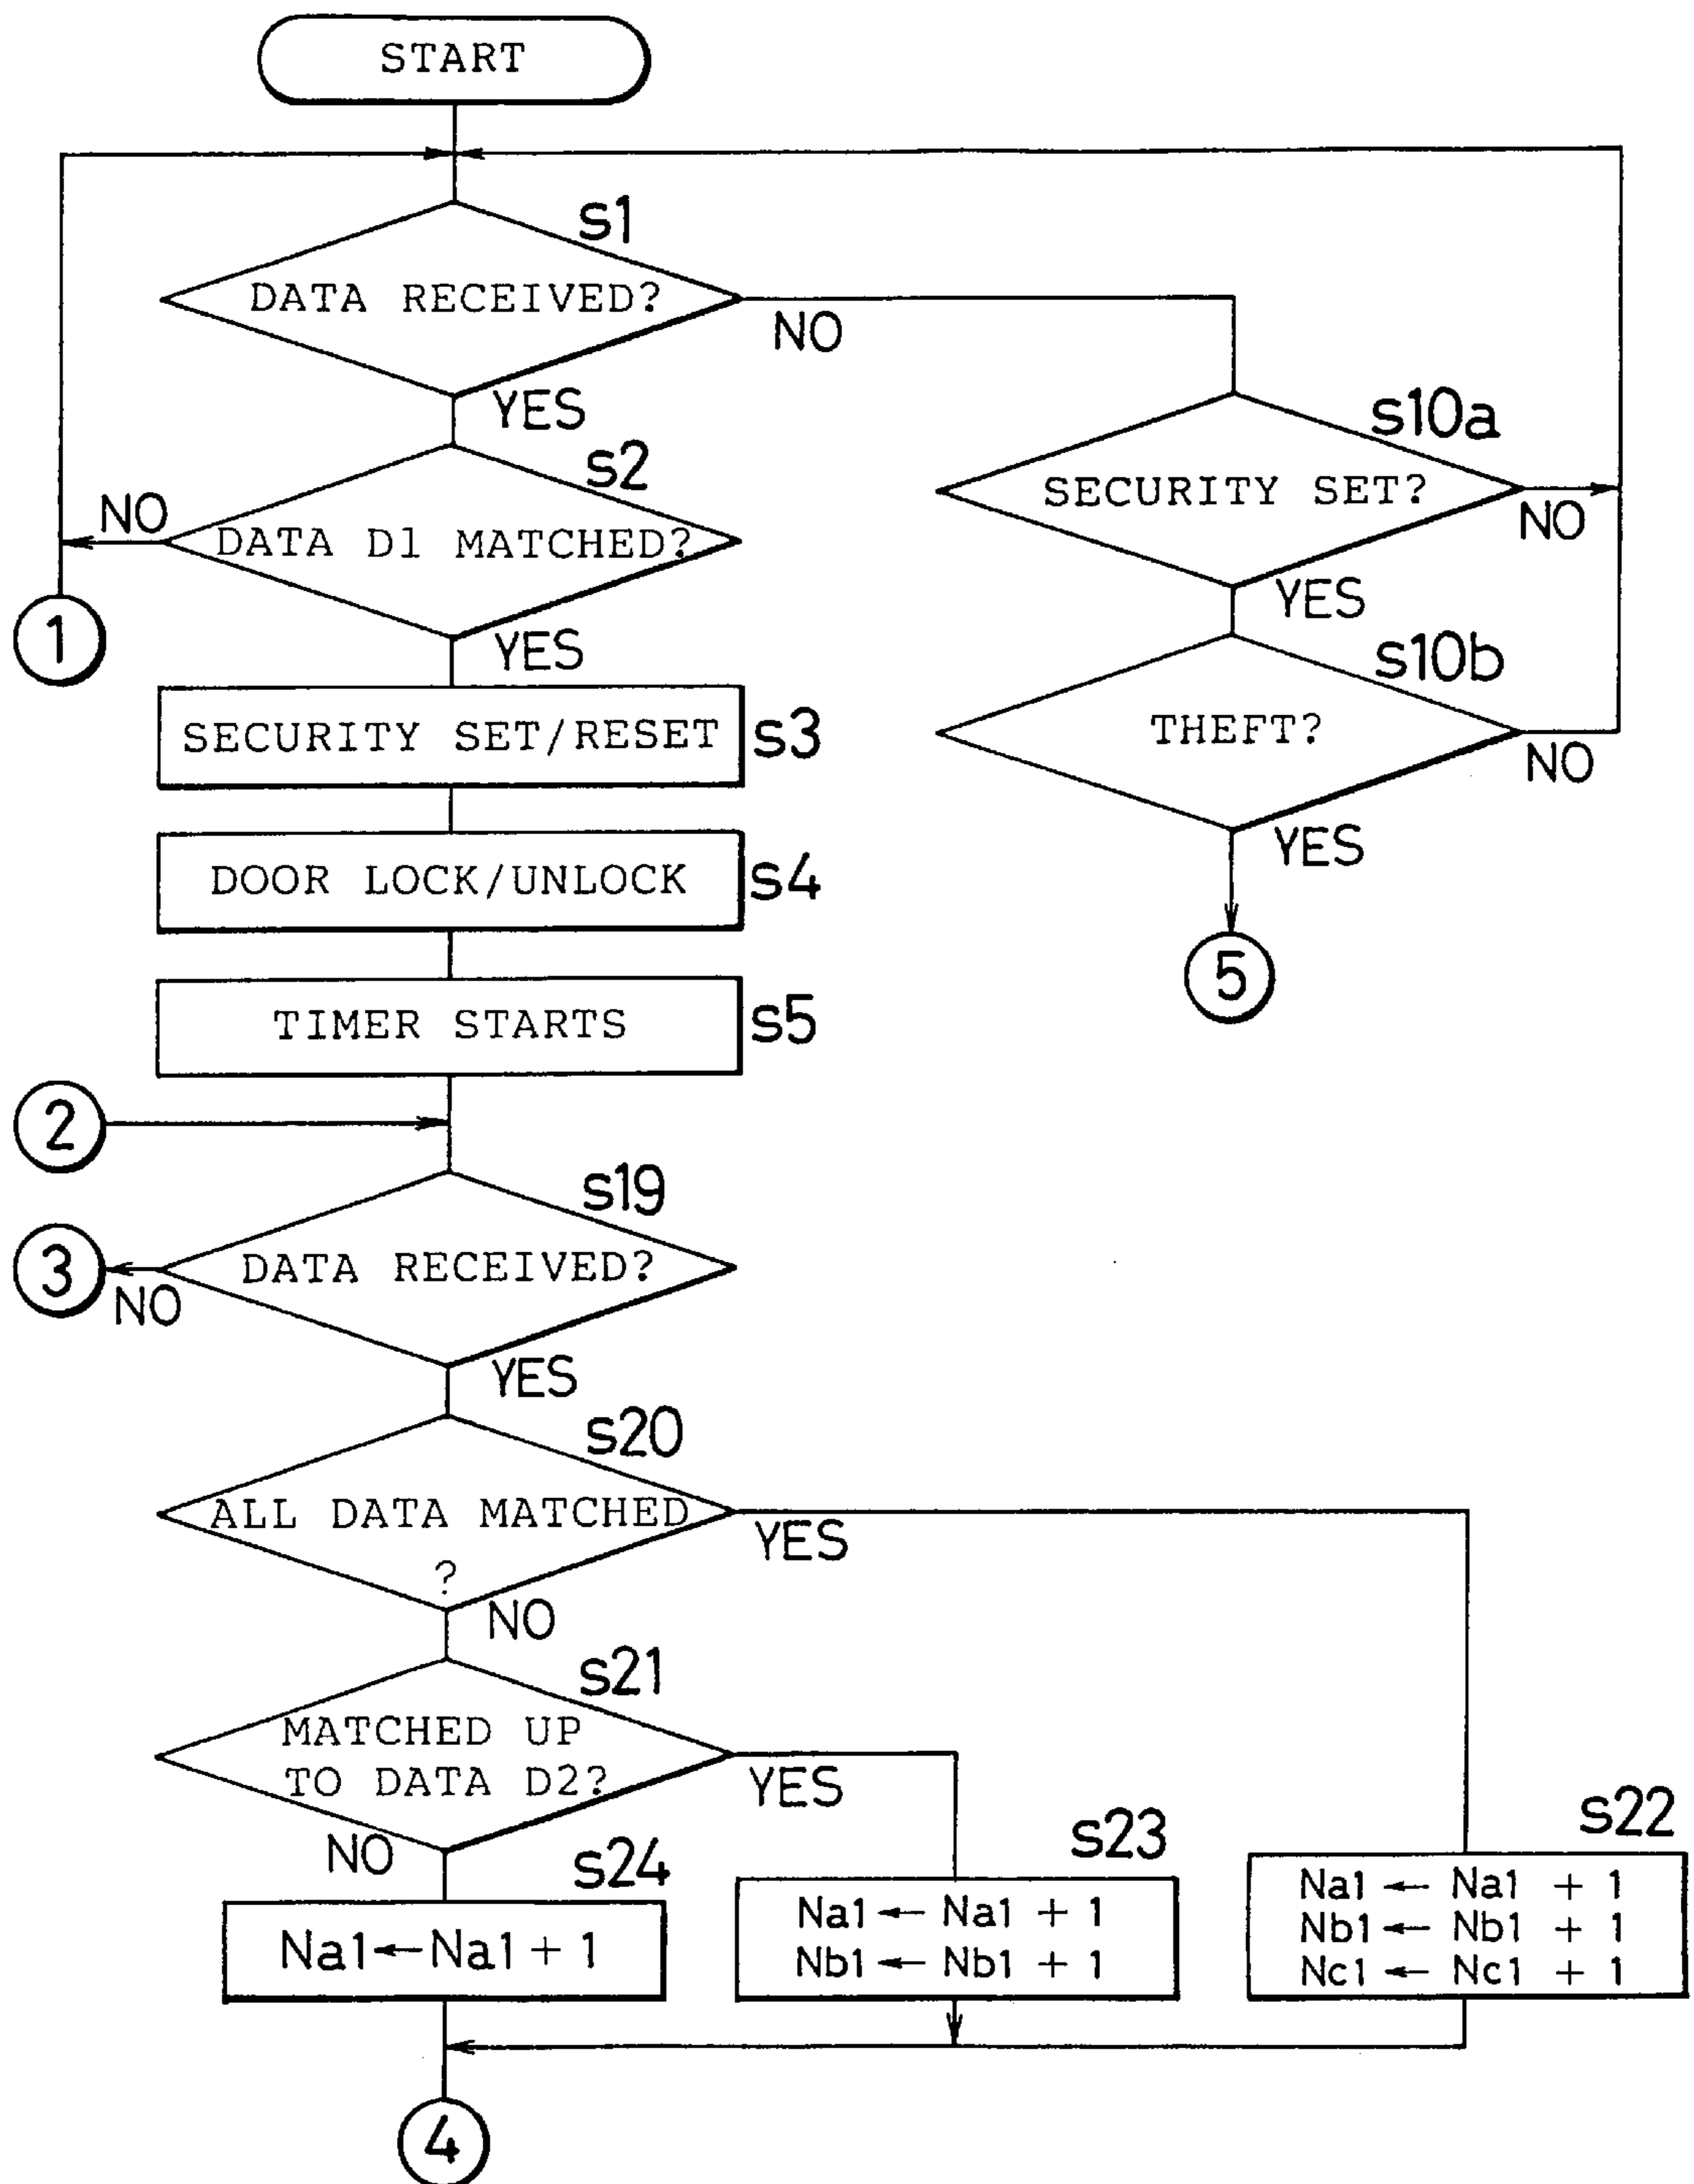 START
s1
DATA RECEIVED?
NO
YES
s10a
SECURITY SET?
NO
YES
s2
NO
DATA D1 MATCHED?
YES
1
s10b
THEFT?
NO
YES
5
SECURITY SET/RESET
s3
DOOR LOCK/UNLOCK
s4
TIMER STARTS
s5
2
s19
3
DATA RECEIVED?
NO
YES
s20
ALL DATA MATCHED
?
YES
NO
s21
MATCHED UP
TO DATA D2?
YES
NO
s24
Na1 ← Na1 + 1
s23
Na1 ← Na1 + 1
Nb1 ← Nb1 + 1
s22
Na1 ← Na1 + 1
Nb1 ← Nb1 + 1
Nc1 ← Nc1 + 1
4